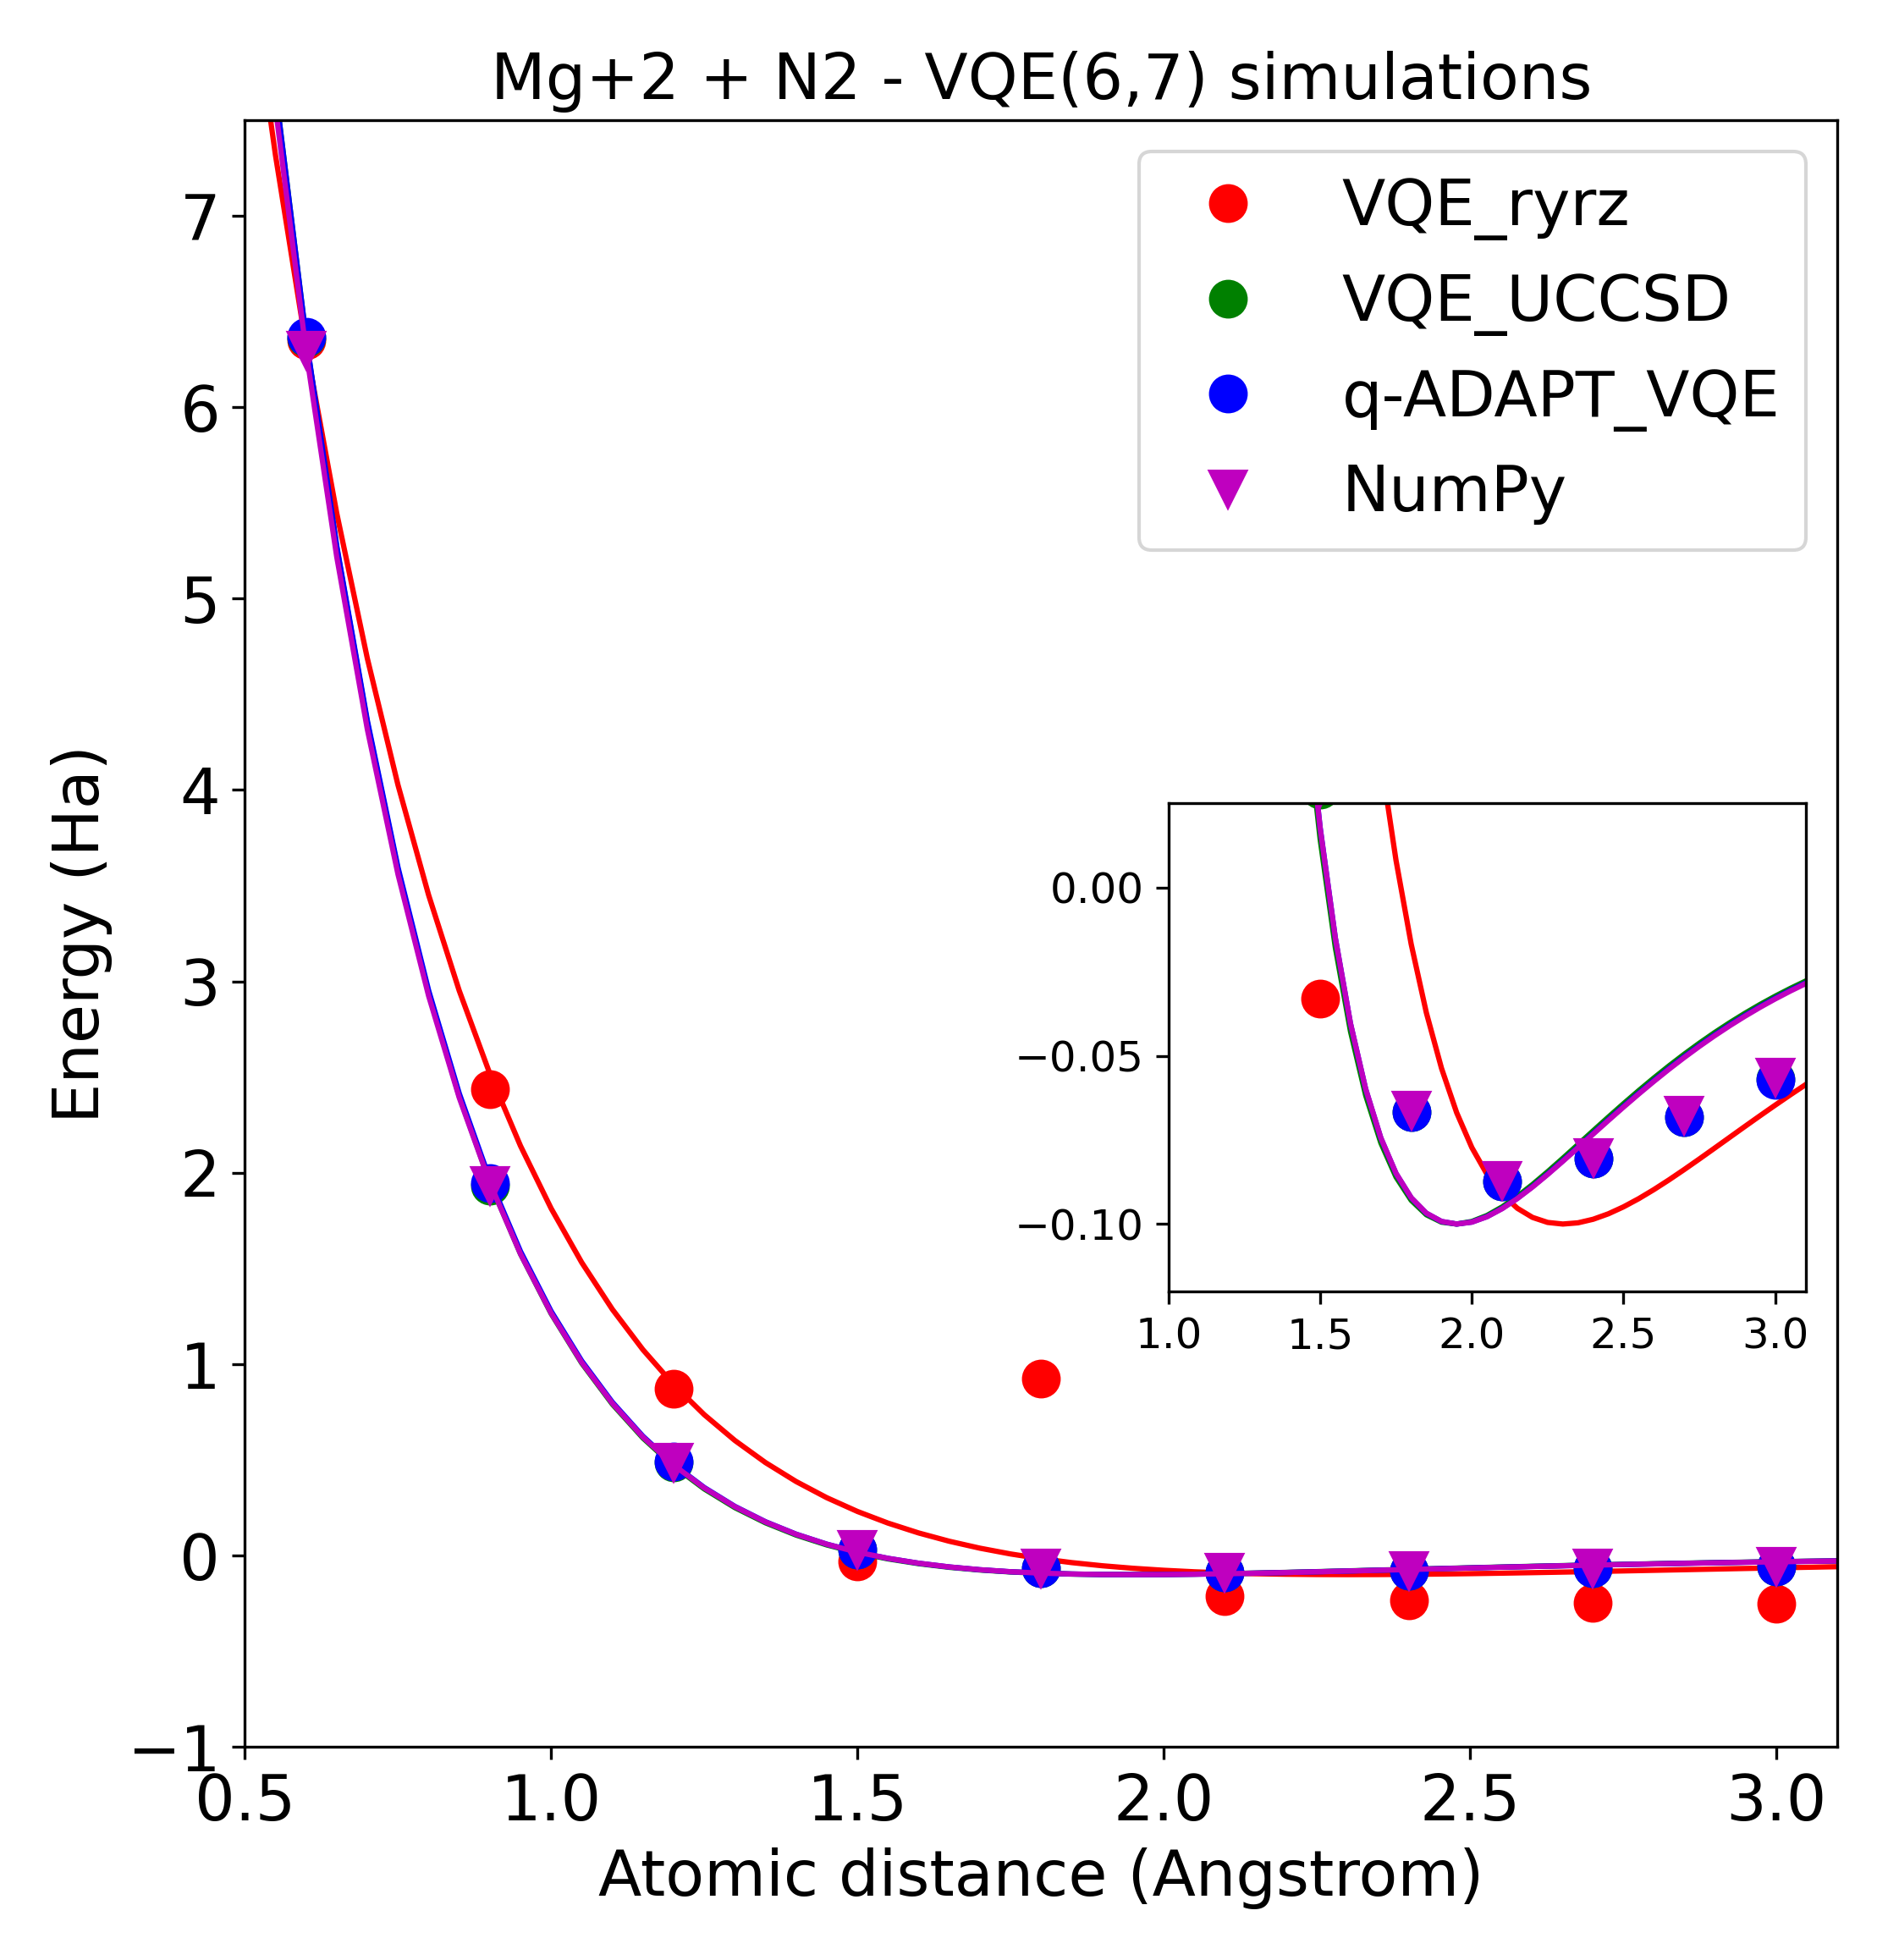 Mg+2 + N2 - VQE(6,7) simulations
VQE_ryrz
VQE_UCCSD
q-ADAPT_VQE
NumPy
7
6
5
4
3
2
1
0
−1
Energy (Ha)
0.00
−0.05
−0.10
1.0 1.5 2.0 2.5 3.0
0.5 1.0 1.5 2.0 2.5 3.0
Atomic distance (Angstrom)